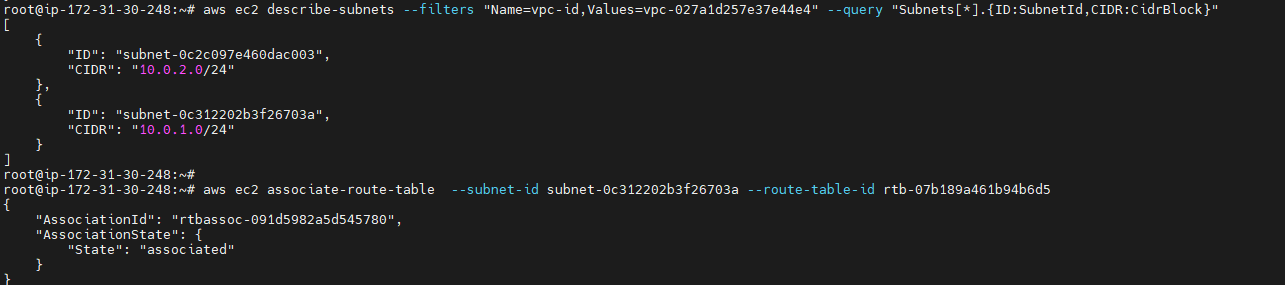 root@ip-172-31-30-248:~# aws ec2 describe-subnets --filters "Name=vpc-id,Values=vpc-027a1d257e37e44e4" --query "Subnets[*].{ID:SubnetId,CIDR:CidrBlock}"
[
    {
        "ID": "subnet-0c2c097e460dac003",
        "CIDR": "10.0.2.0/24"
    },
    {
        "ID": "subnet-0c312202b3f26703a",
        "CIDR": "10.0.1.0/24"
    }
]
root@ip-172-31-30-248:~#
root@ip-172-31-30-248:~# aws ec2 associate-route-table  --subnet-id subnet-0c312202b3f26703a --route-table-id rtb-07b189a461b94b6d5
{
    "AssociationId": "rtbassoc-091d5982a5d545780",
    "AssociationState": {
        "State": "associated"
    }
}